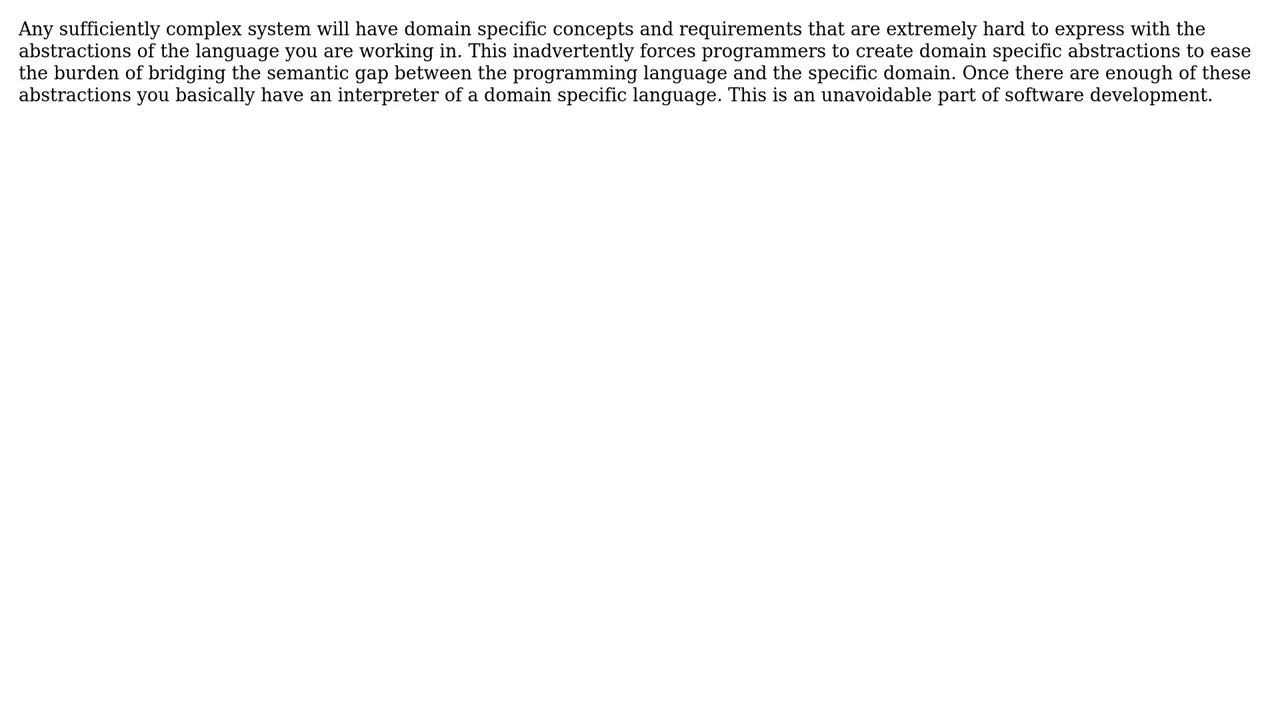 Any sufficiently complex system will have domain specific concepts and requirements that are extremely hard to express with the
abstractions of the language you are working in. This inadvertently forces programmers to create domain specific abstractions to ease
the burden of bridging the semantic gap between the programming language and the specific domain. Once there are enough of these
abstractions you basically have an interpreter of a domain specific language. This is an unavoidable part of software development.